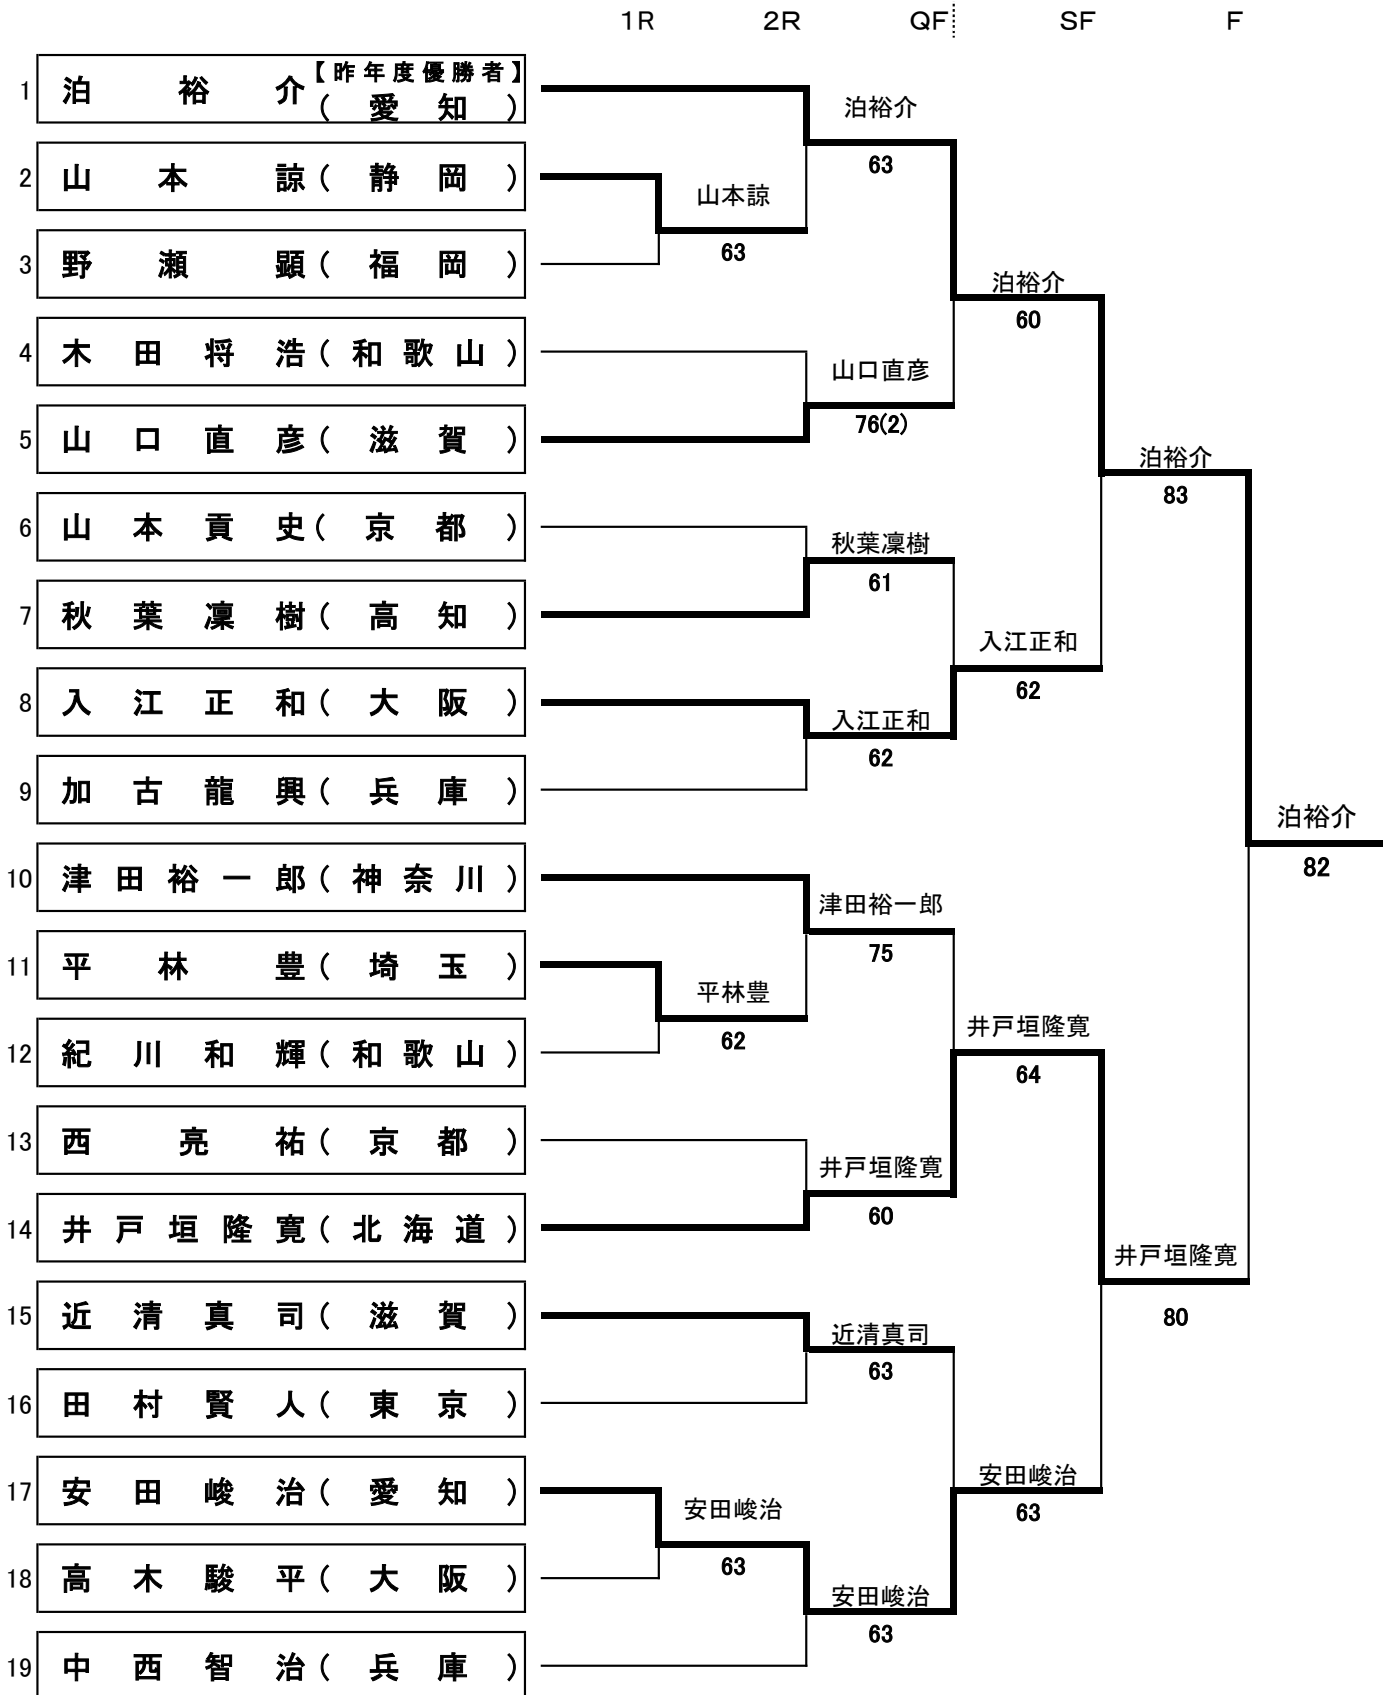 1R 2R QF SF F
1 泊裕介 【昨年度優勝者】 (愛知)
泊裕介
63
2 山本諒(静岡)
山本諒
63
3 野瀬顕(福岡)
泊裕介
60
4 木田将浩(和歌山)
山口直彦
76(2)
5 山口直彦(滋賀)
泊裕介
83
6 山本貢史(京都)
秋葉凜樹
61
7 秋葉凜樹(高知)
入江正和
62
8 入江正和(大阪)
入江正和
62
9 加古龍興(兵庫)
泊裕介
82
10 津田裕一郎(神奈川)
津田裕一郎
75
11 平林豊(埼玉)
平林豊
62
井戸垣隆寛
64
12 紀川和輝(和歌山)
13 西亮祐(京都)
井戸垣隆寛
60
14 井戸垣隆寛(北海道)
井戸垣隆寛
80
15 近清真司(滋賀)
近清真司
63
16 田村賢人(東京)
安田峻治
63
17 安田峻治(愛知)
安田峻治
63
18 高木駿平(大阪)
安田峻治
63
19 中西智治(兵庫)